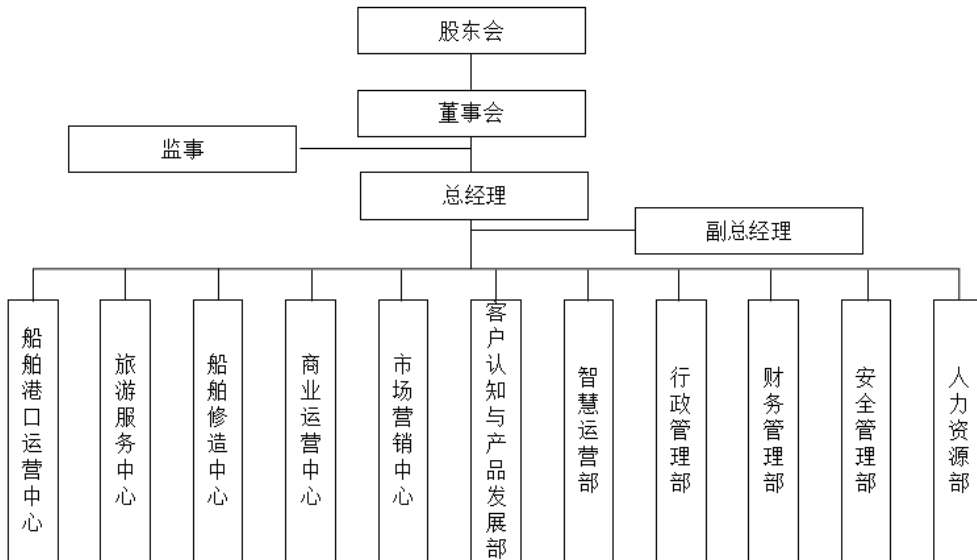 股东会
董事会
监事
总经理
副总经理
船舶港口运营中心
旅游服务中心
船舶修造中心
商业运营中心
市场营销中心
客户认知与产品发展部
智慧运营部
行政管理部
财务管理部
安全管理部
人力资源部